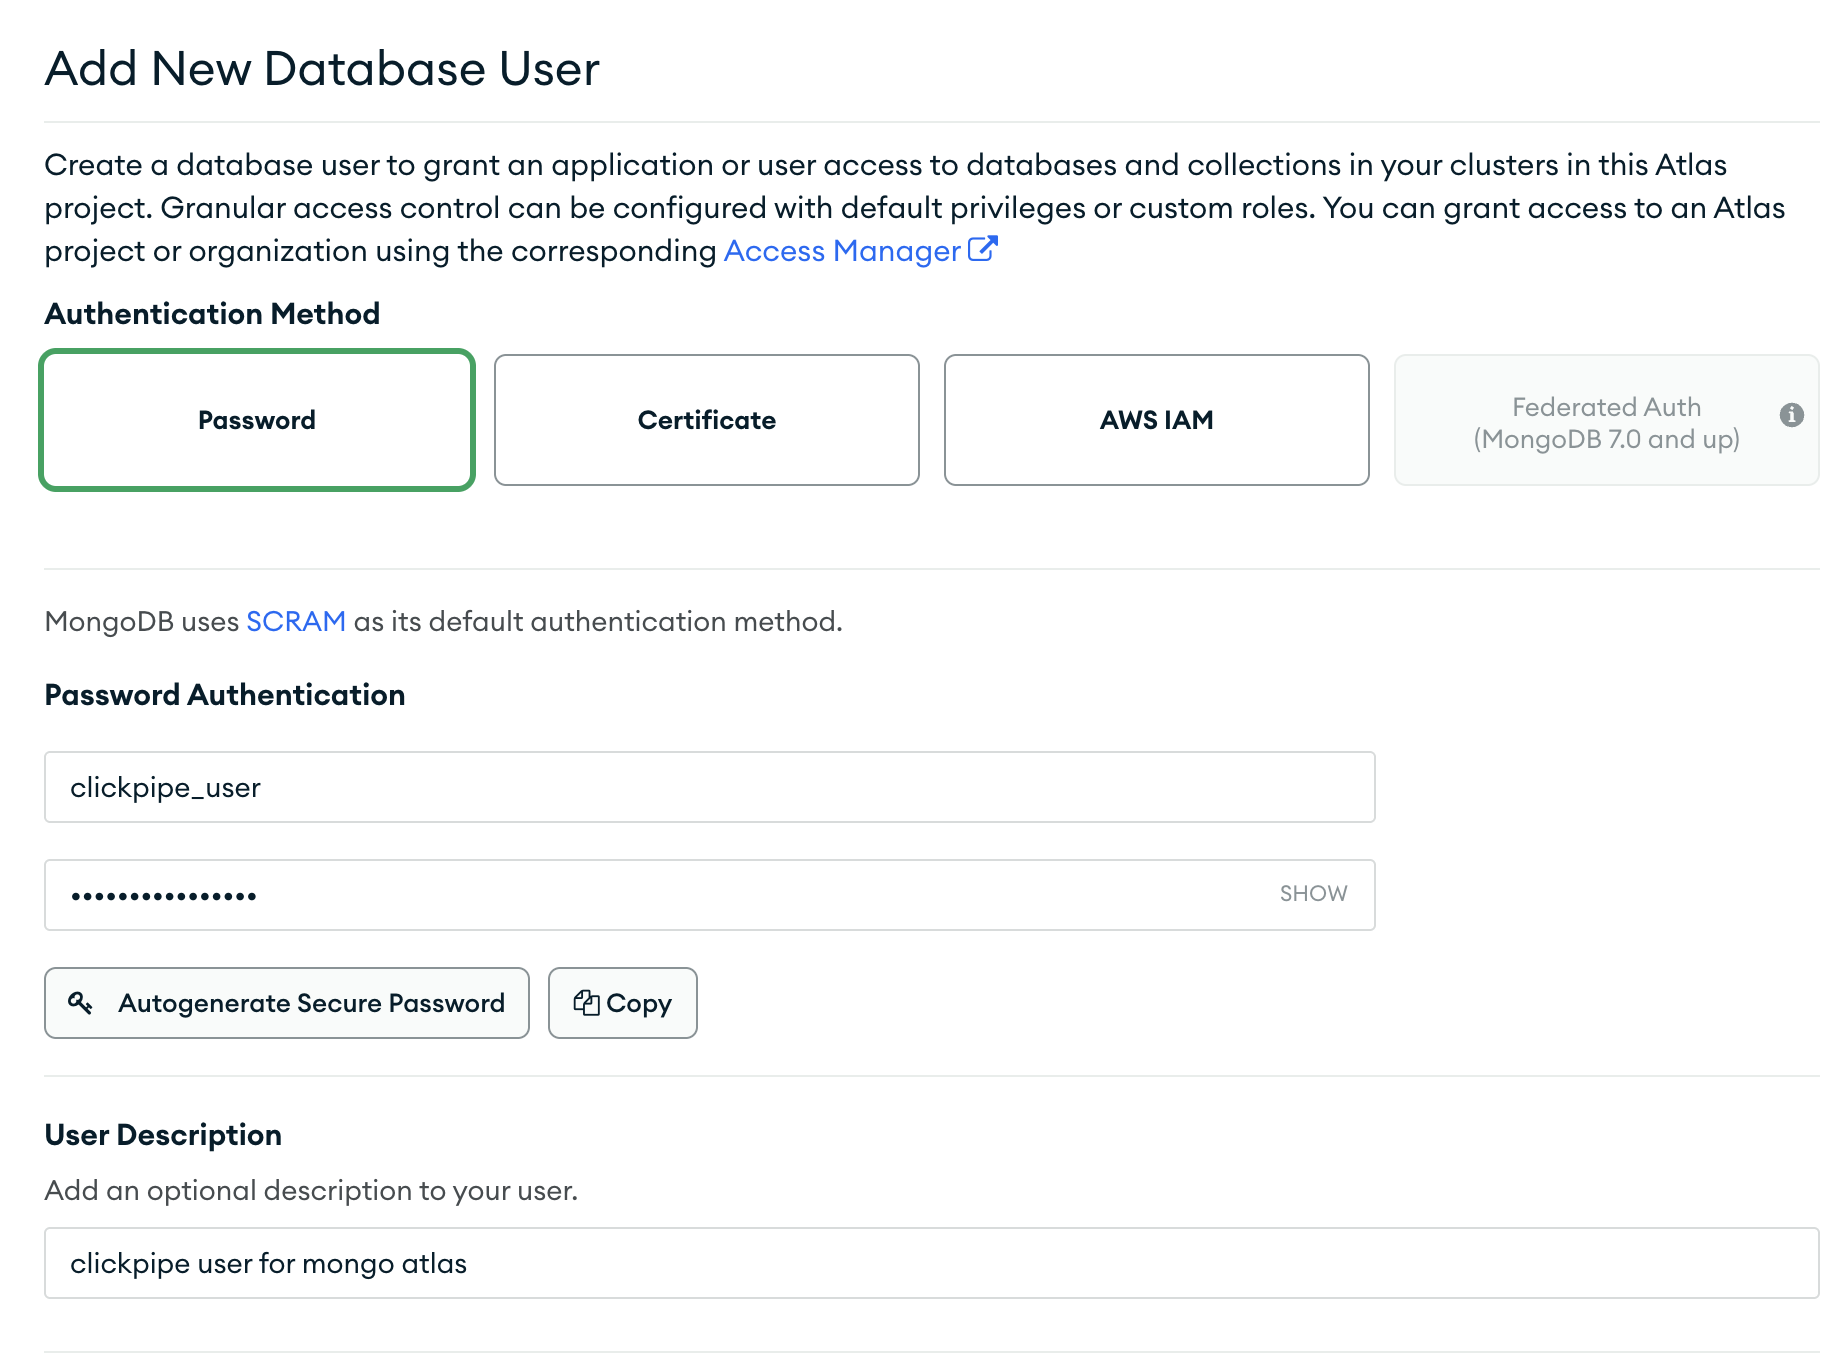 Add New Database User
Create a database user to grant an application or user access to databases and collections in your clusters in this Atlas
project. Granular access control can be configured with default privileges or custom roles. You can grant access to an Atlas
project or organization using the corresponding Access Manager
Authentication Method
Password
Certificate
AWS IAM
Federated Auth
(MongoDB 7.0 and up)
MongoDB uses SCRAM as its default authentication method.
Password Authentication
clickpipe_user
••••••••••••••••
SHOW
Autogenerate Secure Password
Copy
User Description
Add an optional description to your user.
clickpipe user for mongo atlas